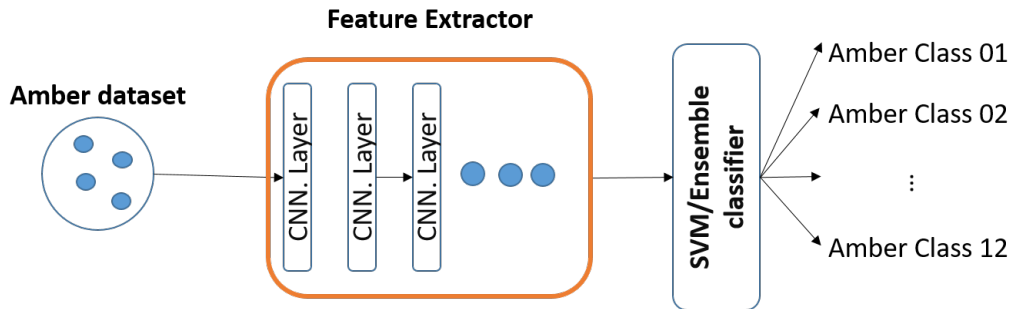 Feature Extractor
Amber dataset
CNN. Layer
CNN. Layer
CNN. Layer
SVM/Ensemble
classifier
Amber Class 01
Amber Class 02
...
Amber Class 12